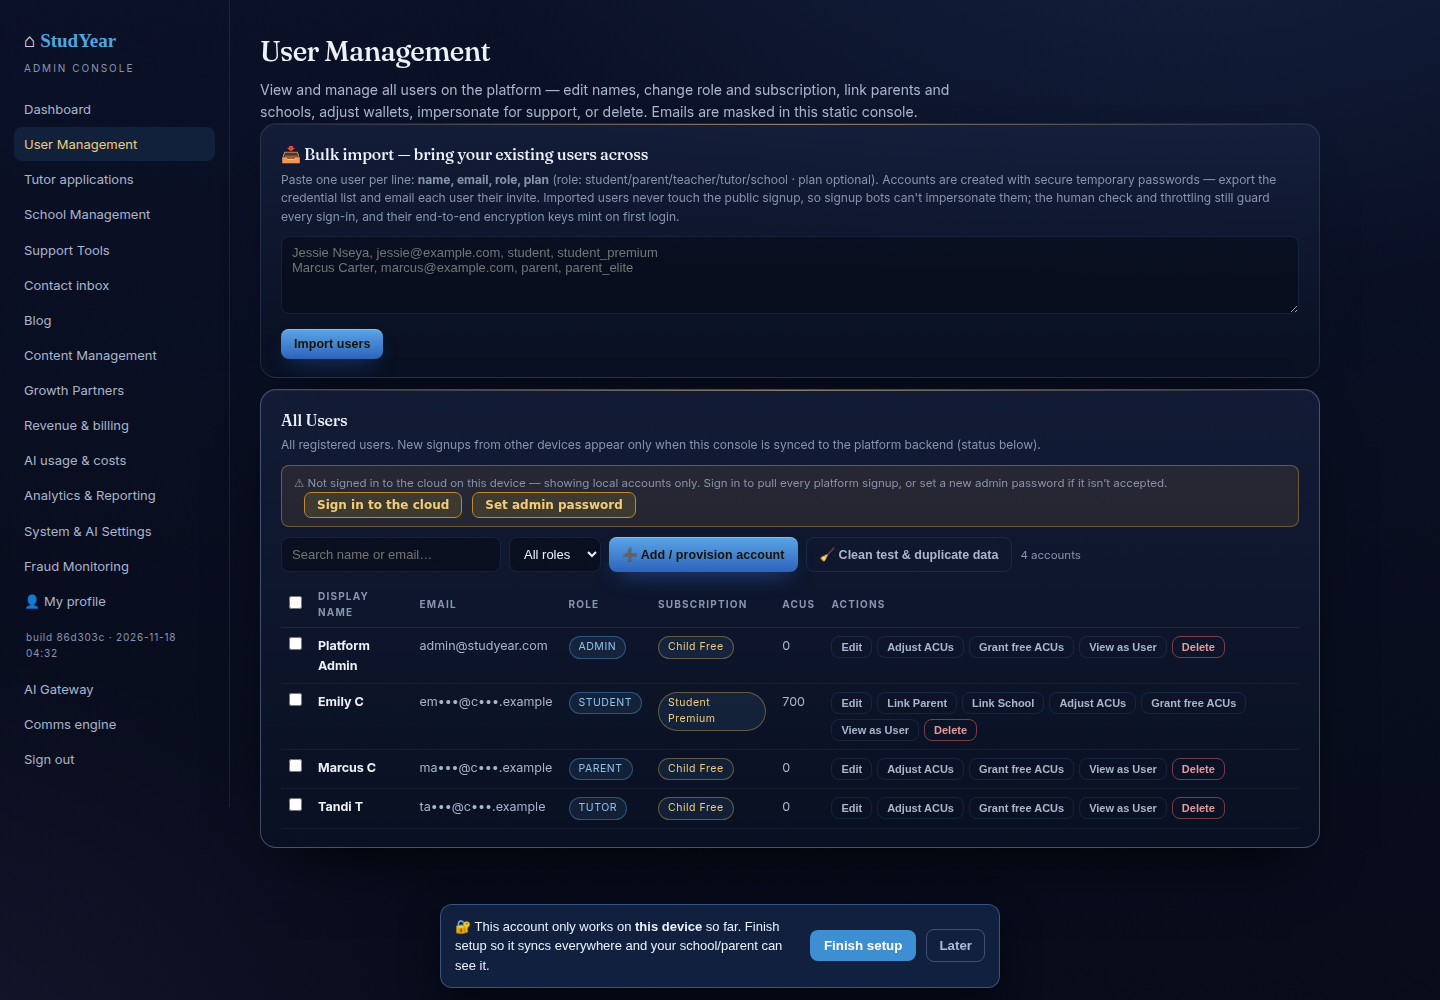 ⌂ StudYear
ADMIN CONSOLE
Dashboard
User Management
Tutor applications
School Management
Support Tools
Contact inbox
Blog
Content Management
Growth Partners
Revenue & billing
AI usage & costs
Analytics & Reporting
System & AI Settings
Fraud Monitoring
👤 My profile
build 86d303c · 2026-11-18
04:32
AI Gateway
Comms engine
Sign out
User Management
View and manage all users on the platform — edit names, change role and subscription, link parents and
schools, adjust wallets, impersonate for support, or delete. Emails are masked in this static console.
📥 Bulk import — bring your existing users across
Paste one user per line: name, email, role, plan (role: student/parent/teacher/tutor/school · plan optional). Accounts are created with secure temporary passwords — export the
credential list and email each user their invite. Imported users never touch the public signup, so signup bots can't impersonate them; the human check and throttling still guard
every sign-in, and their end-to-end encryption keys mint on first login.
Jessie Nseya, jessie@example.com, student, student_premium
Marcus Carter, marcus@example.com, parent, parent_elite
Import users
All Users
All registered users. New signups from other devices appear only when this console is synced to the platform backend (status below).
⚠ Not signed in to the cloud on this device — showing local accounts only. Sign in to pull every platform signup, or set a new admin password if it isn't accepted.
Sign in to the cloud Set admin password
Search name or email… All roles ➕ Add / provision account 🧹 Clean test & duplicate data 4 accounts
DISPLAY NAME EMAIL ROLE SUBSCRIPTION ACUS ACTIONS
Platform Admin admin@studyear.com ADMIN Child Free 0 Edit Adjust ACUs Grant free ACUs View as User Delete
Emily C em•••@c•••.example STUDENT Student Premium 700 Edit Link Parent Link School Adjust ACUs Grant free ACUs
View as User Delete
Marcus C ma•••@c•••.example PARENT Child Free 0 Edit Adjust ACUs Grant free ACUs View as User Delete
Tandi T ta•••@c•••.example TUTOR Child Free 0 Edit Adjust ACUs Grant free ACUs View as User Delete
🔐 This account only works on this device so far. Finish
setup so it syncs everywhere and your school/parent can
see it.
Finish setup Later